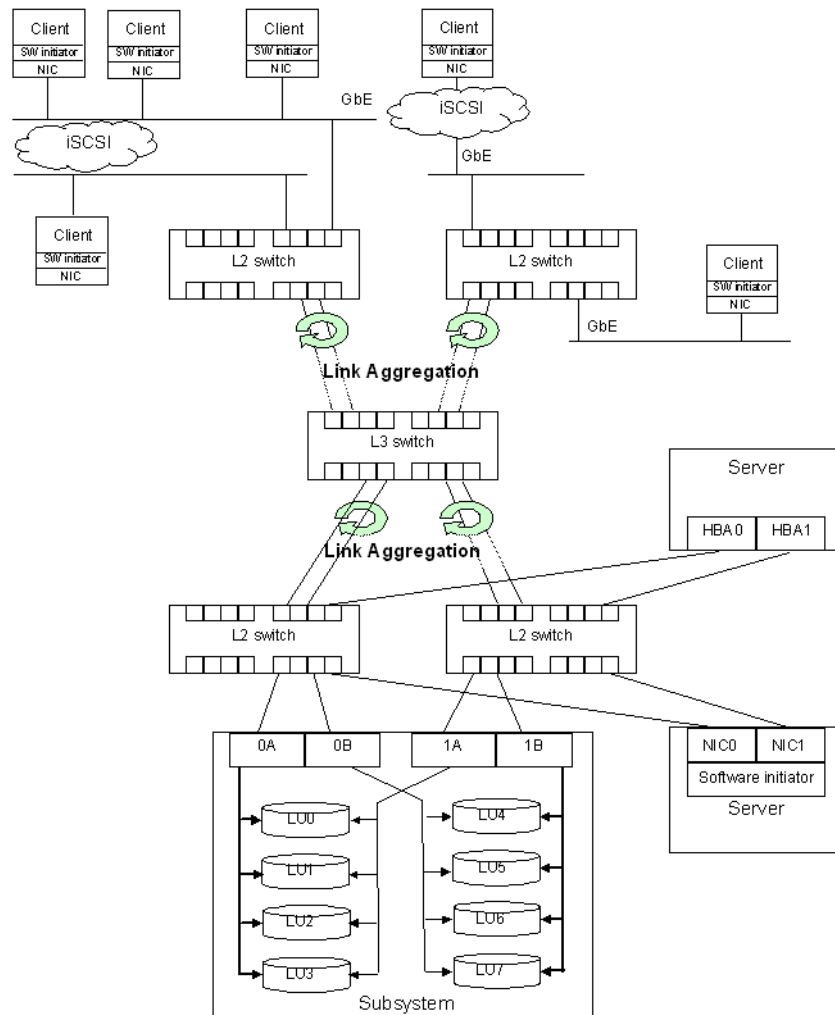 Client
SW initiator
NIC
Client
SW initiator
NIC
Client
SW initiator
NIC
Client
SW initiator
NIC
GbE
iSCSI
iSCSI
GbE
Client
SW initiator
NIC
L2 switch
L2 switch
Client
SW initiator
NIC
GbE
Link Aggregation
L3 switch
Server
HBA0
HBA1
Link Aggregation
L2 switch
L2 switch
0A
0B
1A
1B
NIC0
NIC1
Software initiator
Server
LU0
LU4
LU1
LU5
LU2
LU6
LU3
LU7
Subsystem